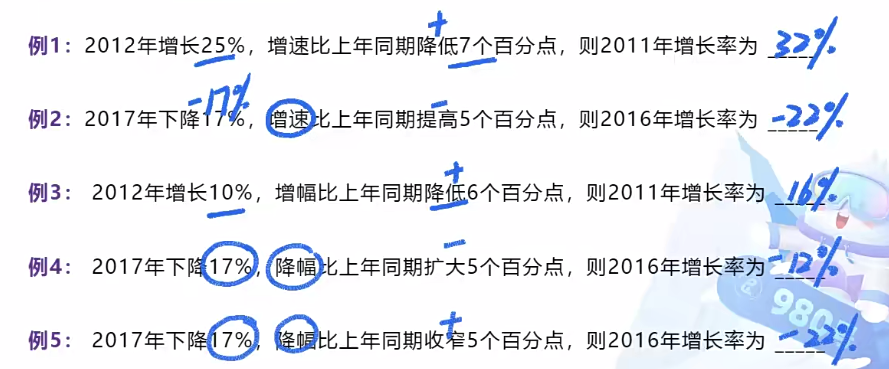 例1：2012年增长25%，增速比上年同期降低7个百分点，则2011年增长率为 32%
例2：2017年下降17%，增速比上年同期提高5个百分点，则2016年增长率为 -22%
-17%
例3： 2012年增长10%，增幅比上年同期降低6个百分点，则2011年增长率为 16%
例4： 2017年下降17%，降幅比上年同期扩大5个百分点，则2016年增长率为 -12%
例5： 2017年下降17%，降幅比上年同期收窄5个百分点，则2016年增长率为 -22%
980